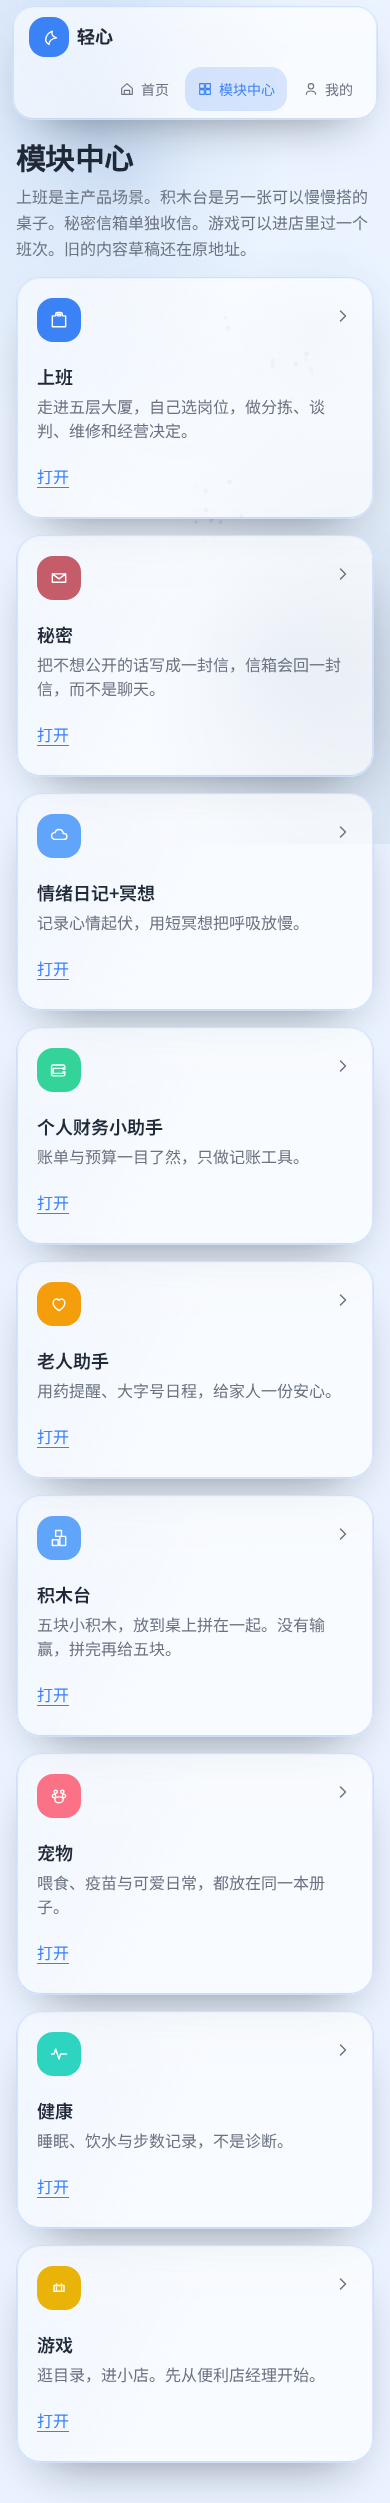 轻心
首页
模块中心
我的
模块中心
上班是主产品场景。积木台是另一张可以慢慢搭的
桌子。秘密信箱单独收信。游戏可以进店里过一个
班次。旧的内容草稿还在原地址。
上班
走进五层大厦，自己选岗位，做分拣、谈
判、维修和经营决定。
打开
秘密
把不想公开的话写成一封信，信箱会回一封
信，而不是聊天。
打开
情绪日记+冥想
记录心情起伏，用短冥想把呼吸放慢。
打开
个人财务小助手
账单与预算一目了然，只做记账工具。
打开
老人助手
用药提醒、大字号日程，给家人一份安心。
打开
积木台
五块小积木，放到桌上拼在一起。没有输
赢，拼完再给五块。
打开
宠物
喂食、疫苗与可爱日常，都放在同一本册
子。
打开
健康
睡眠、饮水与步数记录，不是诊断。
打开
游戏
逛目录，进小店。先从便利店经理开始。
打开